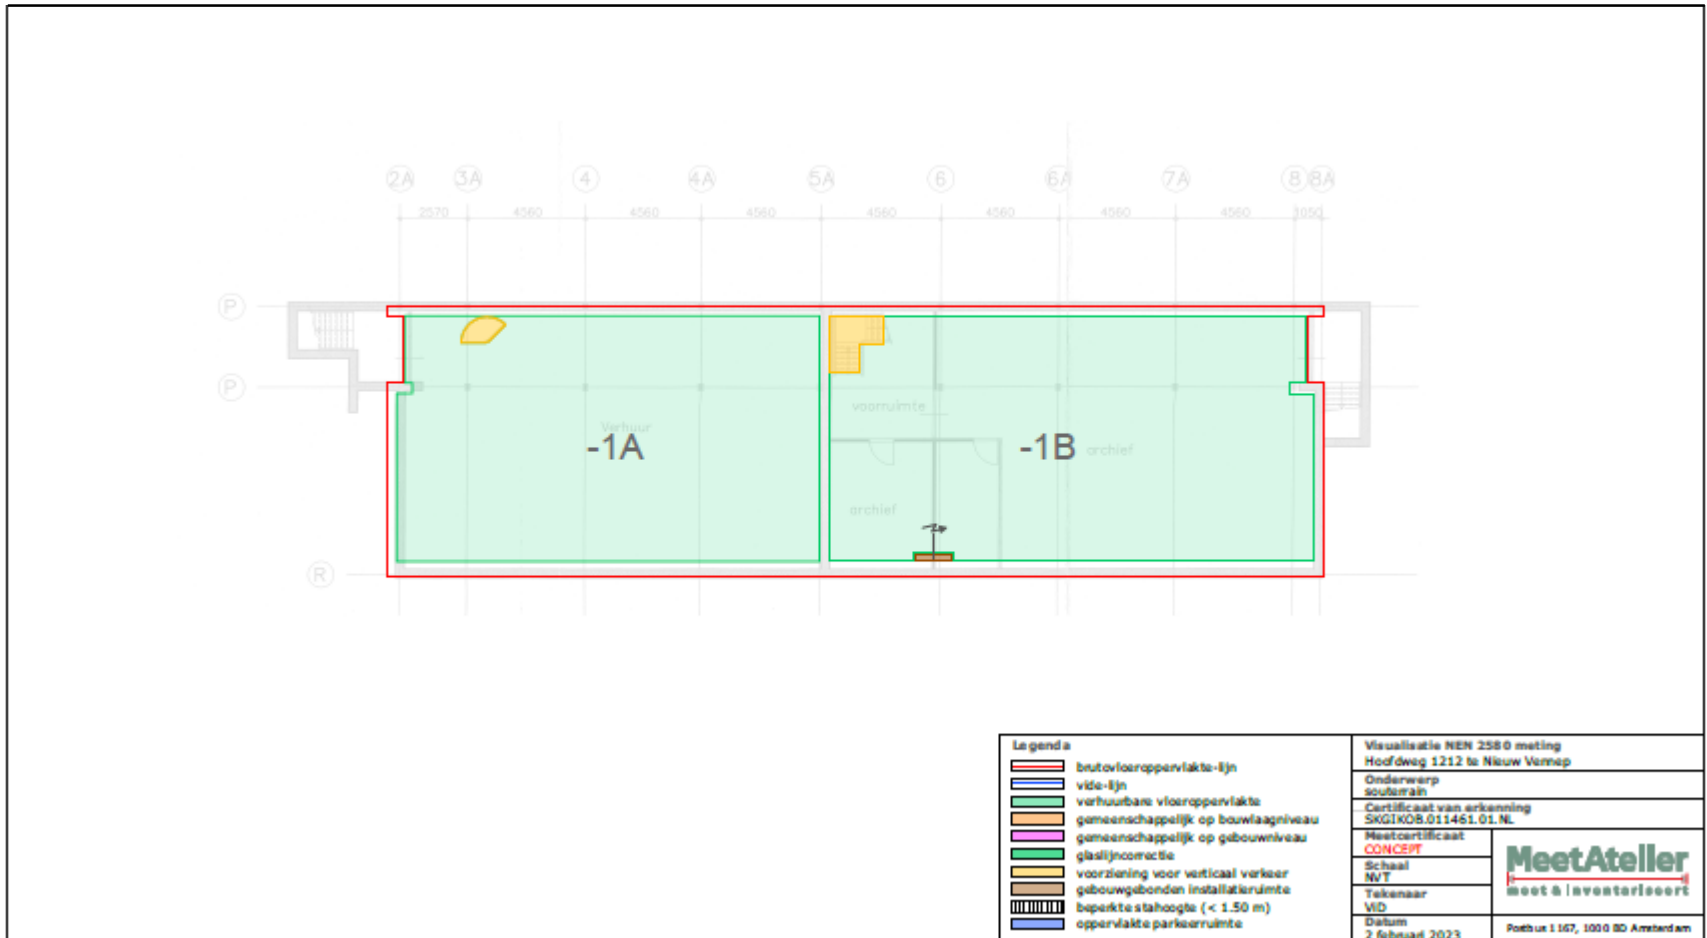 2A 3A 4 4A 5A 6 6A 7A 8 8A
2570 4560 4560 4560 4560 4560 4560 4560 1050
P
P
voorruimte
Verhuur
-1A
-1B
archief
archief
R
Legenda
brutovloeroppervlakte-lijn
vide-lijn
verhuurbare vloeroppervlakte
gemeenschappelijk op bouwlaagniveau
gemeenschappelijk op gebouwniveau
glaslijncorrectie
voorziening voor verticaal verkeer
gebouwgebonden installatieruimte
beperkte stahoogte (< 1.50 m)
oppervlakte parkeerruimte
Visualisatie NEN 2580 meting
Hoofdweg 1212 te Nieuw Vennep
Onderwerp
souterrain
Certificaat van erkenning
SKGIKOB.011461.01.NL
Meetcertificaat
CONCEPT
Schaal
NVT
Tekenaar
VID
Datum
2 februari 2023
MeetAtelier
meet & inventariseert
Postbus 1167, 1000 BD Amsterdam